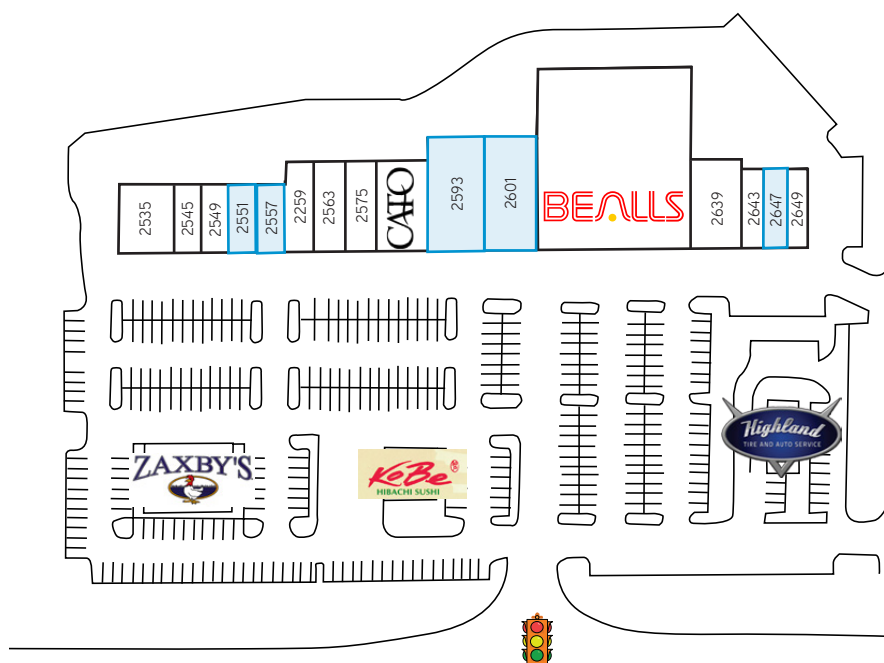 2535
2545
2549
2551
2557
2259
2563
2575
CATO
2593
2601
BEALLS
2639
2643
2647
2649
ZAXBY'S
KoBe
HIBACHI SUSHI
Highland
TIRE AND AUTO SERVICE